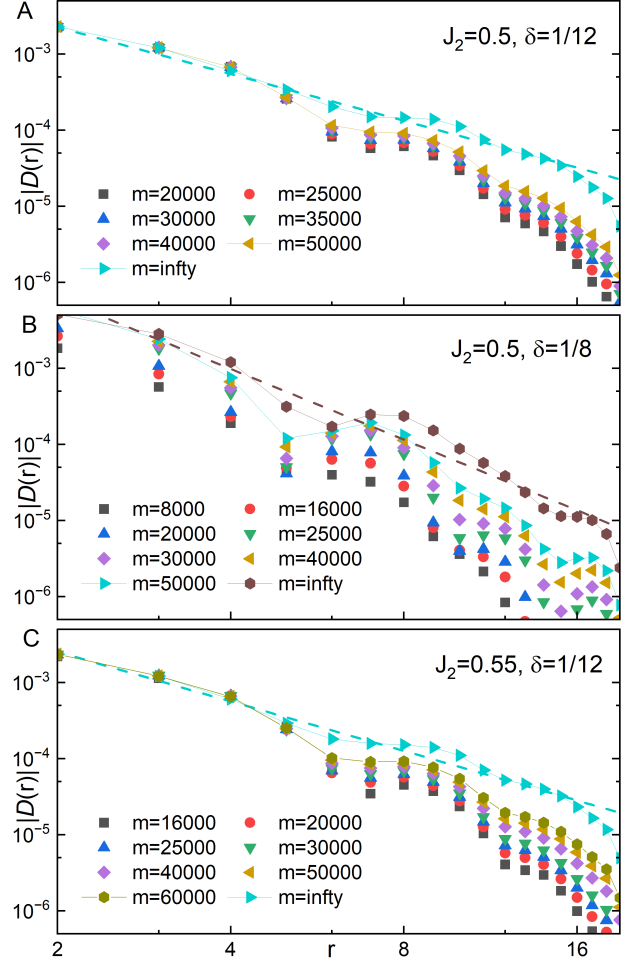 A
J₂=0.5, δ=1/12
10⁻³
10⁻⁴
10⁻⁵
10⁻⁶
|D(r)|
m=20000 m=25000
m=30000 m=35000
m=40000 m=50000
m=infty
B
J₂=0.5, δ=1/8
10⁻³
10⁻⁴
10⁻⁵
10⁻⁶
|D(r)|
m=8000 m=16000
m=20000 m=25000
m=30000 m=40000
m=50000 m=infty
C
J₂=0.55, δ=1/12
10⁻³
10⁻⁴
10⁻⁵
10⁻⁶
|D(r)|
m=16000 m=20000
m=25000 m=30000
m=40000 m=50000
m=60000 m=infty
2 4 r 8 16